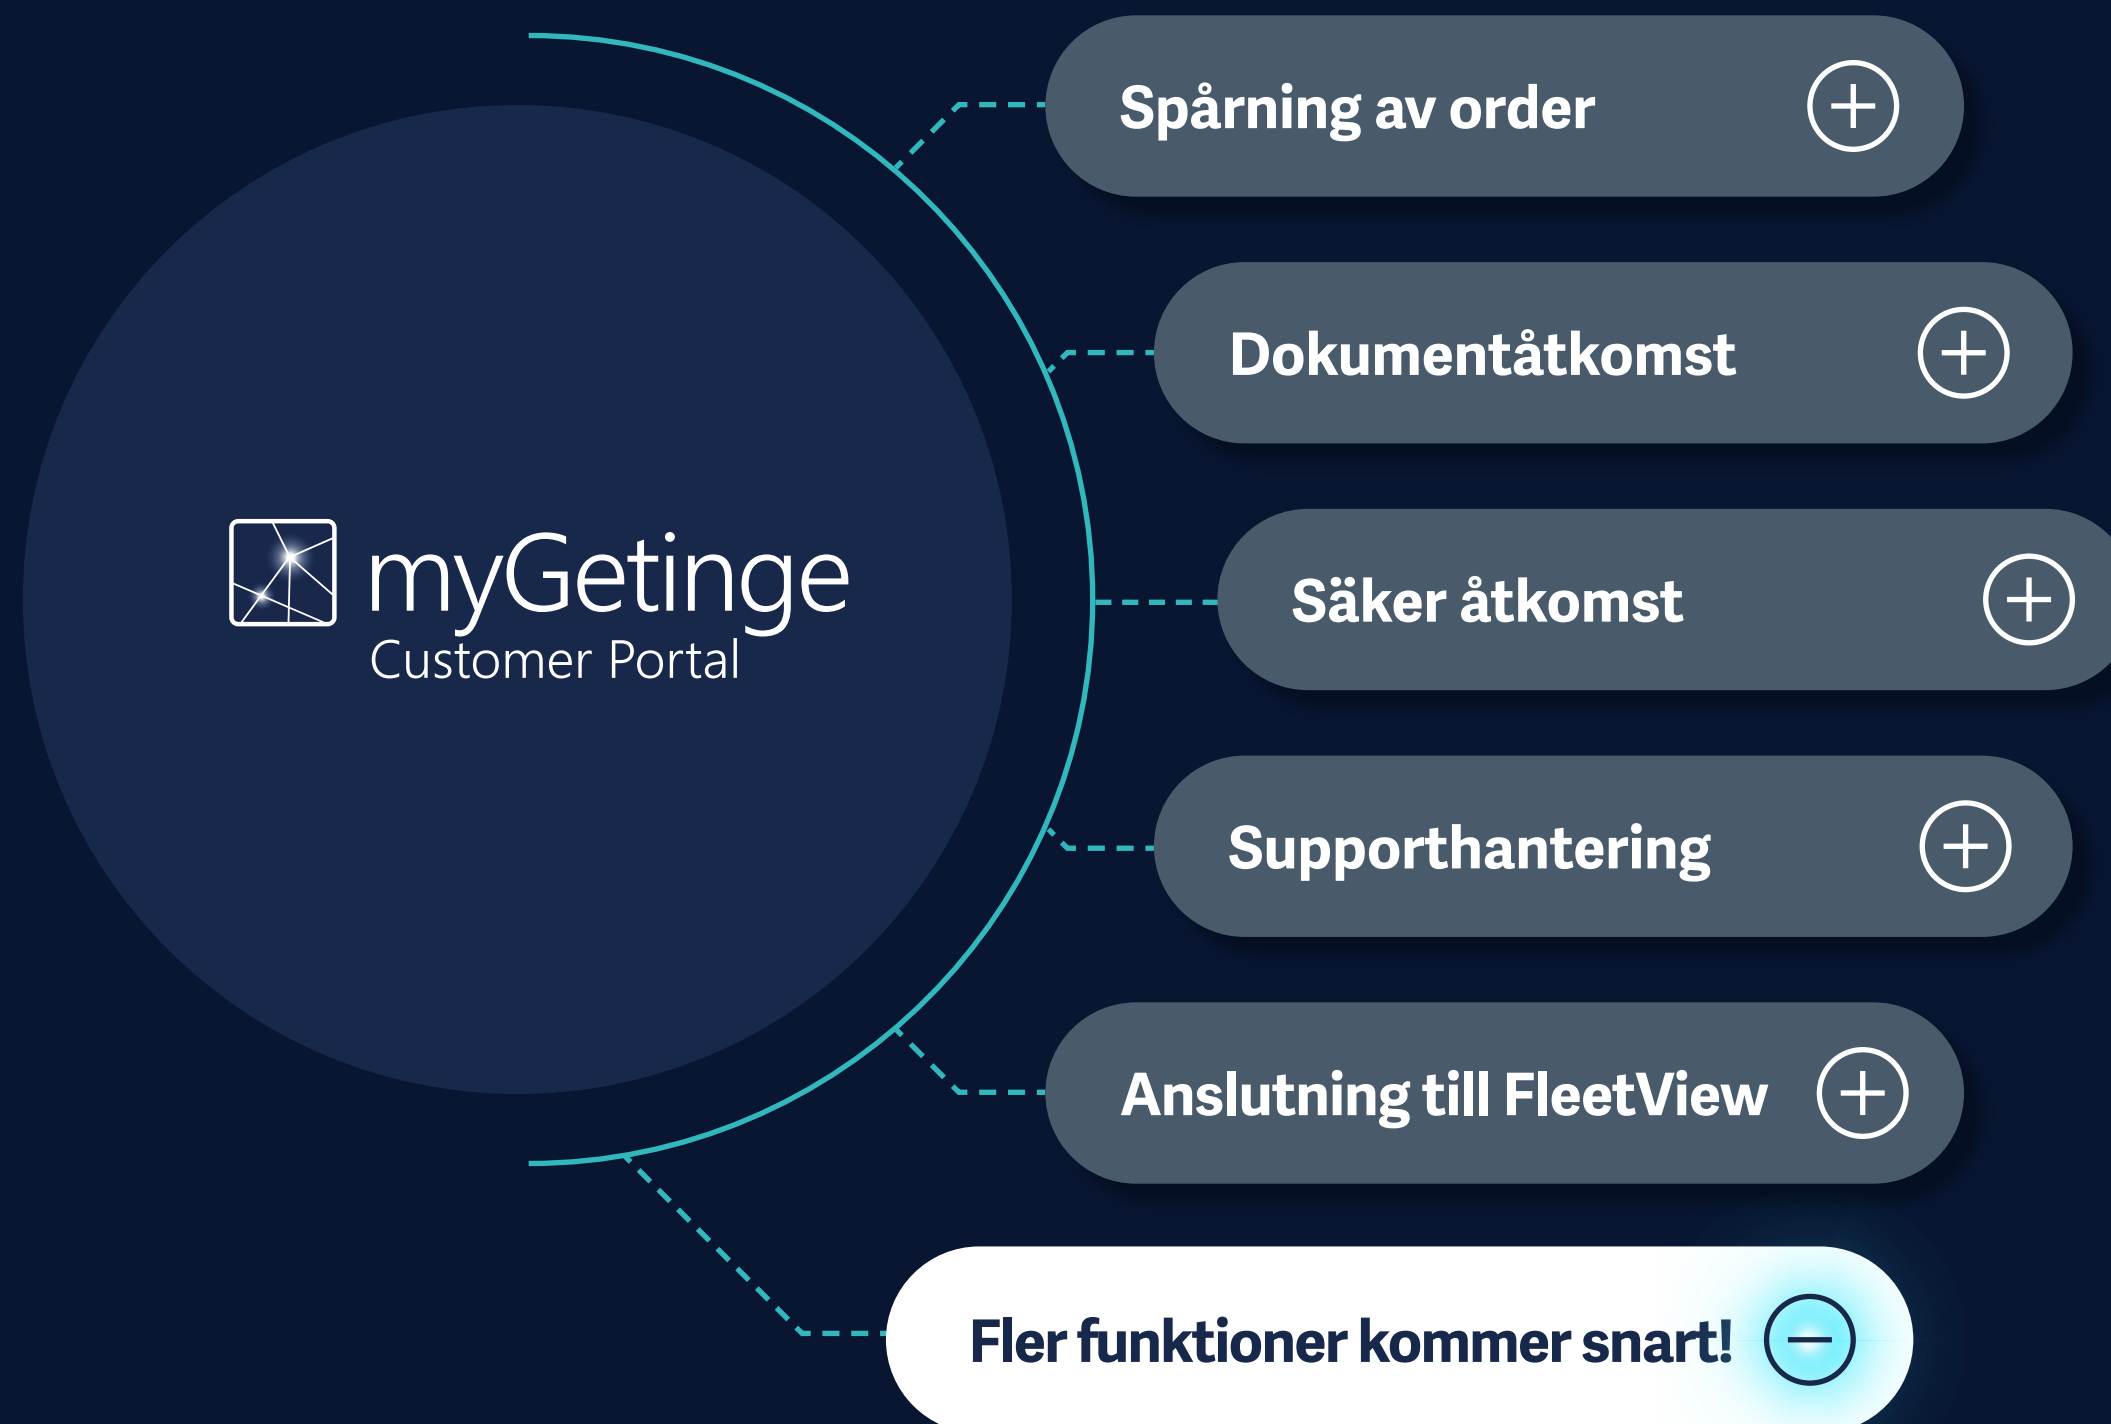 myGetinge
Customer Portal
Spårning av order
Dokumentåtkomst
Säker åtkomst
Supporthantering
Anslutning till FleetView
Fler funktioner kommer snart!